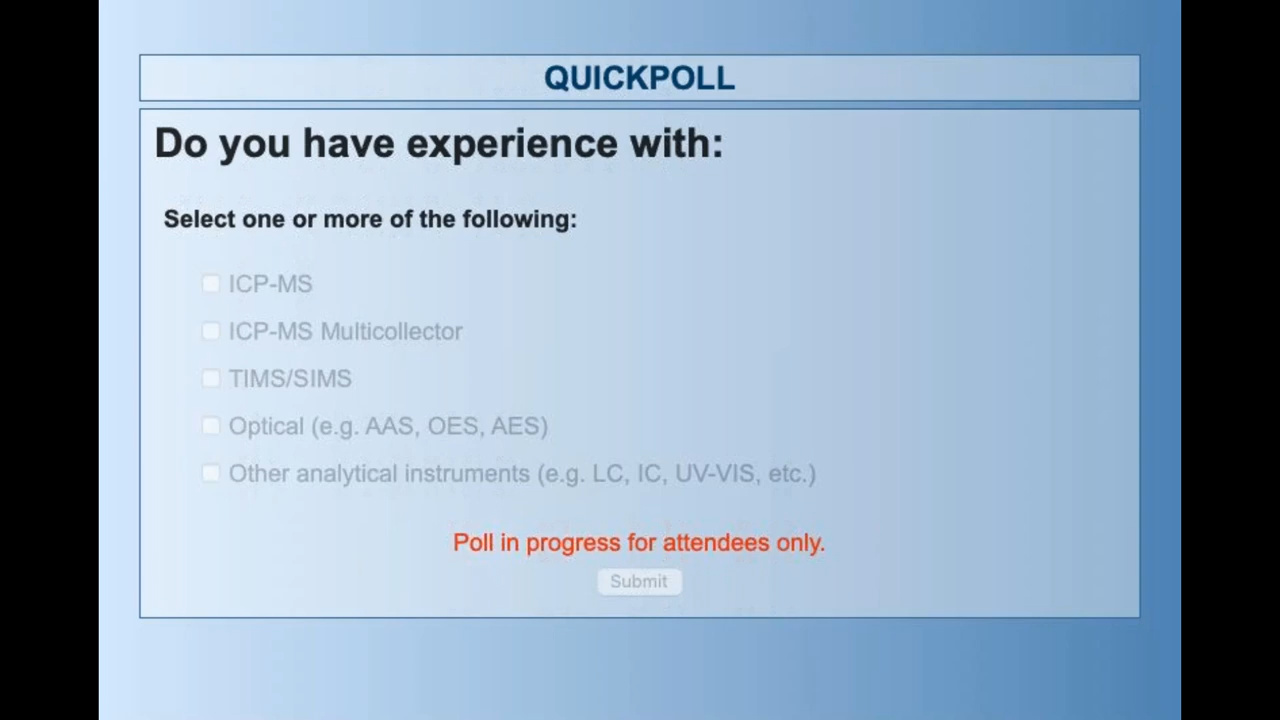 QUICKPOLL
Do you have experience with:
Select one or more of the following:
ICP-MS
ICP-MS Multicollector
TIMS/SIMS
Optical (e.g. AAS, OES, AES)
Other analytical instruments (e.g. LC, IC, UV-VIS, etc.)
Poll in progress for attendees only.
Submit